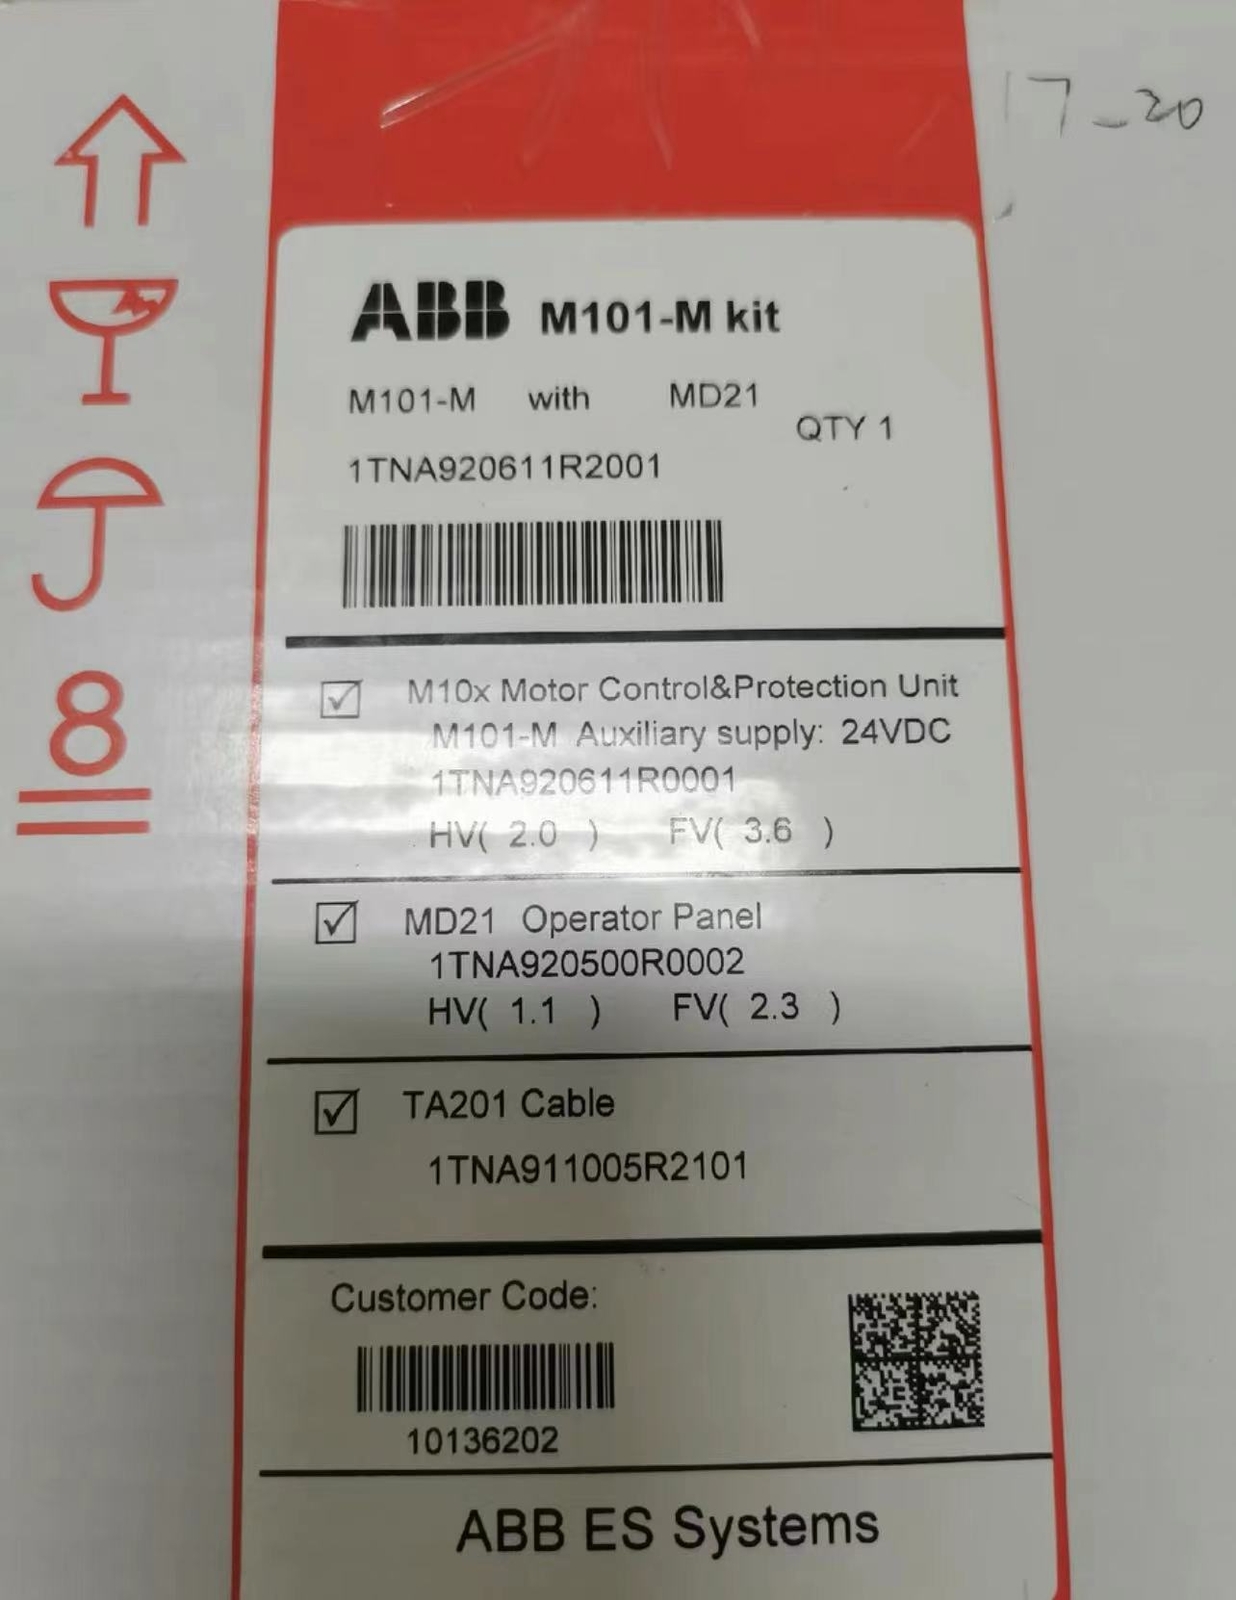 17-20
ABB M101-M kit
M101-M with MD21
QTY 1
1TNA920611R2001
M10x Motor Control&Protection Unit
M101-M Auxiliary supply: 24VDC
1TNA920611R0001
HV( 2.0 ) FV( 3.6 )
MD21 Operator Panel
1TNA920500R0002
HV( 1.1 ) FV( 2.3 )
TA201 Cable
1TNA911005R2101
Customer Code:
10136202
ABB ES Systems
8